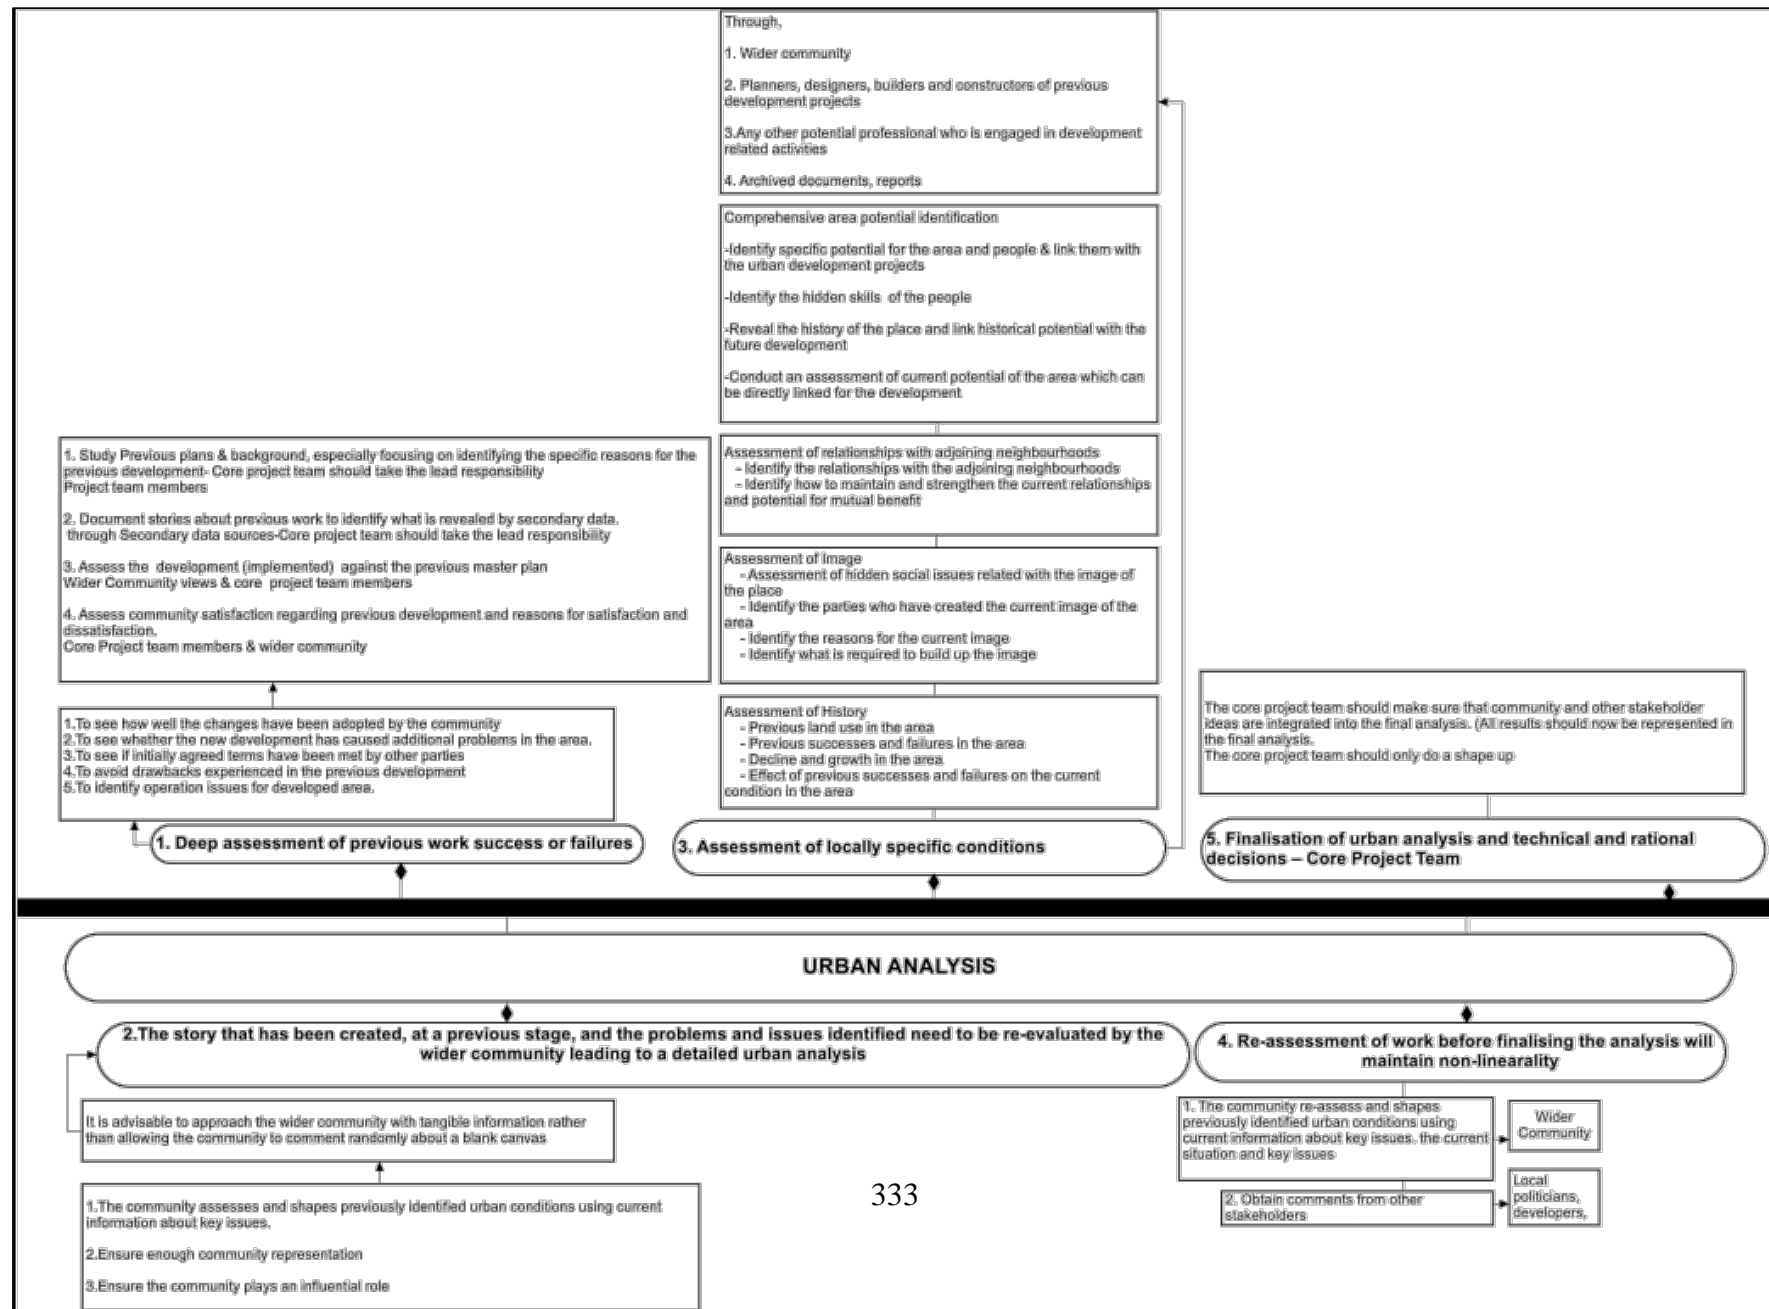 Through,
1. Wider community
2. Planners, designers, builders and constructors of previous
development projects
3.Any other potential professional who is engaged in development
related activities
4. Archived documents, reports
Comprehensive area potential identification
-Identify specific potential for the area and people & link them with
the urban development projects
-Identify the hidden skills of the people
-Reveal the history of the place and link historical potential with the
future development
-Conduct an assessment of current potential of the area which can
be directly linked for the development
1. Study Previous plans & background, especially focusing on identifying the specific reasons for the
previous development- Core project team should take the lead responsibility
Project team members
2. Document stories about previous work to identify what is revealed by secondary data.
through Secondary data sources-Core project team should take the lead responsibility
3. Assess the development (implemented) against the previous master plan
Wider Community views & core project team members
4. Assess community satisfaction regarding previous development and reasons for satisfaction and
dissatisfaction.
Core Project team members & wider community
Assessment of relationships with adjoining neighbourhoods
- Identify the relationships with the adjoining neighbourhoods
- Identify how to maintain and strengthen the current relationships
and potential for mutual benefit
Assessment of Image
- Assessment of hidden social issues related with the image of
the place
- Identify the parties who have created the current image of the
area
- Identify the reasons for the current image
- Identify what is required to build up the image
1.To see how well the changes have been adopted by the community
2.To see whether the new development has caused additional problems in the area.
3.To see if initially agreed terms have been met by other parties
4.To avoid drawbacks experienced in the previous development
5.To identify operation issues for developed area.
Assessment of History
- Previous land use in the area
- Previous successes and failures in the area
- Decline and growth in the area
- Effect of previous successes and failures on the current
condition in the area
The core project team should make sure that community and other stakeholder
ideas are integrated into the final analysis. (All results should now be represented in
the final analysis.
The core project team should only do a shape up
1. Deep assessment of previous work success or failures
3. Assessment of locally specific conditions
5. Finalisation of urban analysis and technical and rational
decisions – Core Project Team
URBAN ANALYSIS
2.The story that has been created, at a previous stage, and the problems and issues identified need to be re-evaluated by the
wider community leading to a detailed urban analysis
4. Re-assessment of work before finalising the analysis will
maintain non-linearality
It is advisable to approach the wider community with tangible information rather
than allowing the community to comment randomly about a blank canvas
1. The community re-assess and shapes
previously identified urban conditions using
current information about key issues, the current
situation and key issues
Wider
Community
1.The community assesses and shapes previously identified urban conditions using current
information about key issues.
2.Ensure enough community representation
3.Ensure the community plays an influential role
2. Obtain comments from other
stakeholders
Local
politicians,
developers,
333